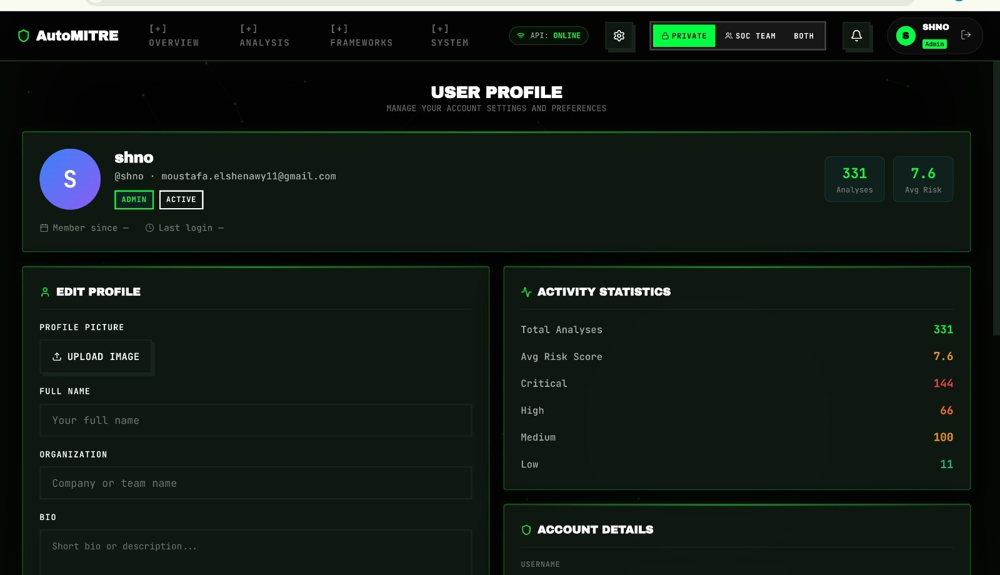 AutoMITRE
[+] OVERVIEW
[+] ANALYSIS
[+] FRAMEWORKS
[+] SYSTEM
API: ONLINE
PRIVATE
SOC TEAM
BOTH
S
SHNO
Admin
USER PROFILE
MANAGE YOUR ACCOUNT SETTINGS AND PREFERENCES
S
shno
@shno · moustafa.elshenawy11@gmail.com
ADMIN
ACTIVE
331
Analyses
7.6
Avg Risk
Member since —
Last login —
EDIT PROFILE
PROFILE PICTURE
UPLOAD IMAGE
FULL NAME
Your full name
ORGANIZATION
Company or team name
BIO
Short bio or description...
ACTIVITY STATISTICS
Total Analyses 331
Avg Risk Score 7.6
Critical 144
High 66
Medium 100
Low 11
ACCOUNT DETAILS
USERNAME